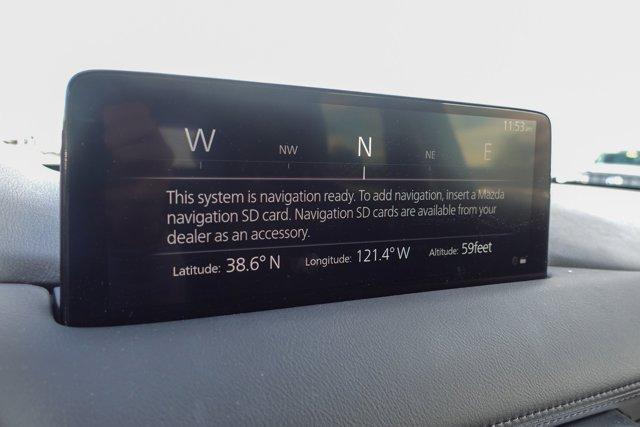 11:53 am
W NW N NE E
This system is navigation ready. To add navigation, insert a Mazda
navigation SD card. Navigation SD cards are available from your
dealer as an accessory.
Latitude: 38.6° N Longitude: 121.4° W Altitude: 59feet